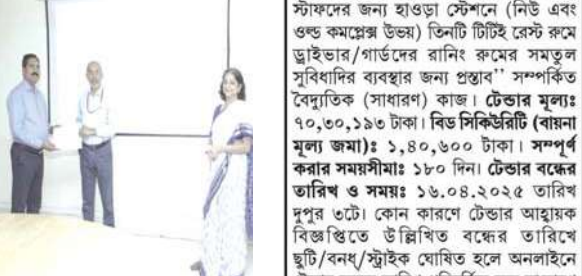 স্টাফদের জন্য হাওড়া স্টেশনে (নিউ এবং
ওল্ড কমপ্লেক্স উভয়) তিনটি টিটিই রেস্ট রুমে
ড্রাইভার/গার্ডদের রানিং রুমের সমতুল
সুবিধাদির ব্যবস্থার জন্য প্রস্তাব" সম্পর্কিত
বৈদ্যুতিক (সাধারণ) কাজ। টেন্ডার মূল্যঃ
৭০,৩০,১৯৩ টাকা। বিড সিকিউরিটি (বায়না
মূল্য জমা)ঃ ১,৪০,৬০০ টাকা। সম্পূর্ণ
করার সময়সীমাঃ ১৮০ দিন। টেন্ডার বন্ধের
তারিখ ও সময়ঃ ১৬.০৪.২০২৫ তারিখ
দুপুর ৩টে। কোন কারণে টেন্ডার আহ্বায়ক
বিজ্ঞপ্তিতে উল্লিখিত বন্ধের তারিখে
ছুটি/বনধ্/স্ট্রাইক ঘোষিত হলে অনলাইনে